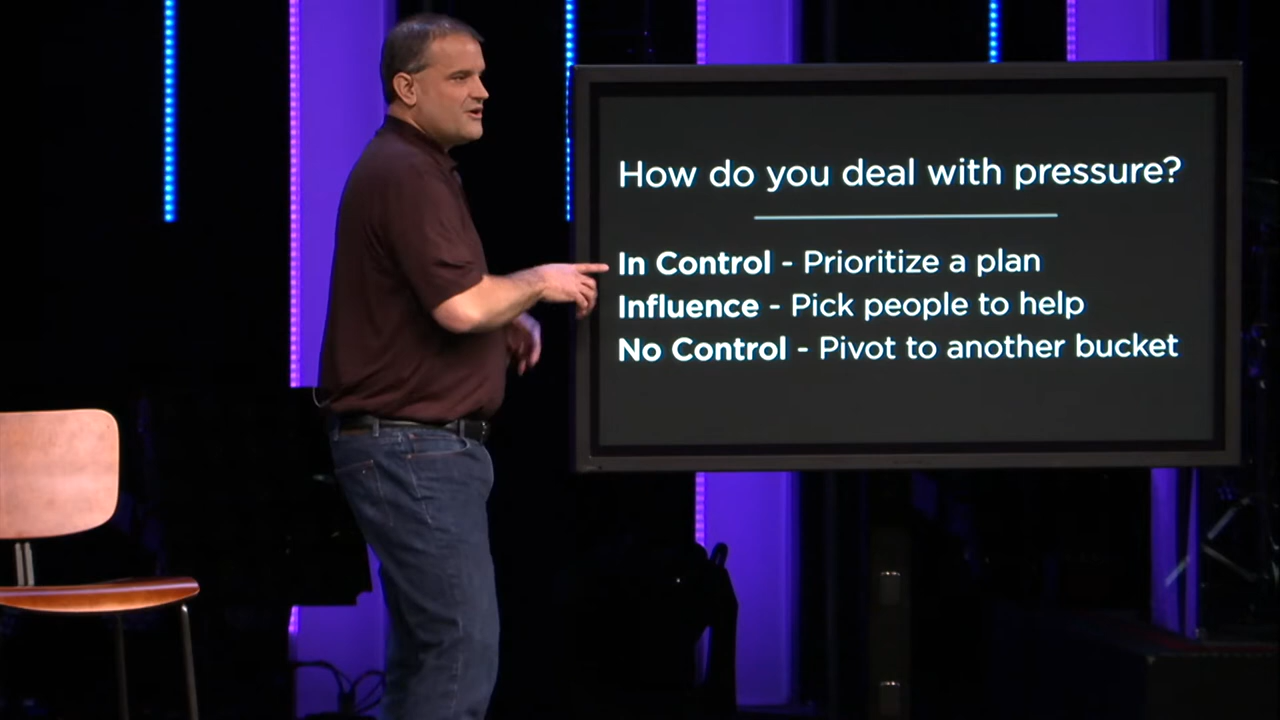 How do you deal with pressure?
In Control - Prioritize a plan
Influence - Pick people to help
No Control - Pivot to another bucket